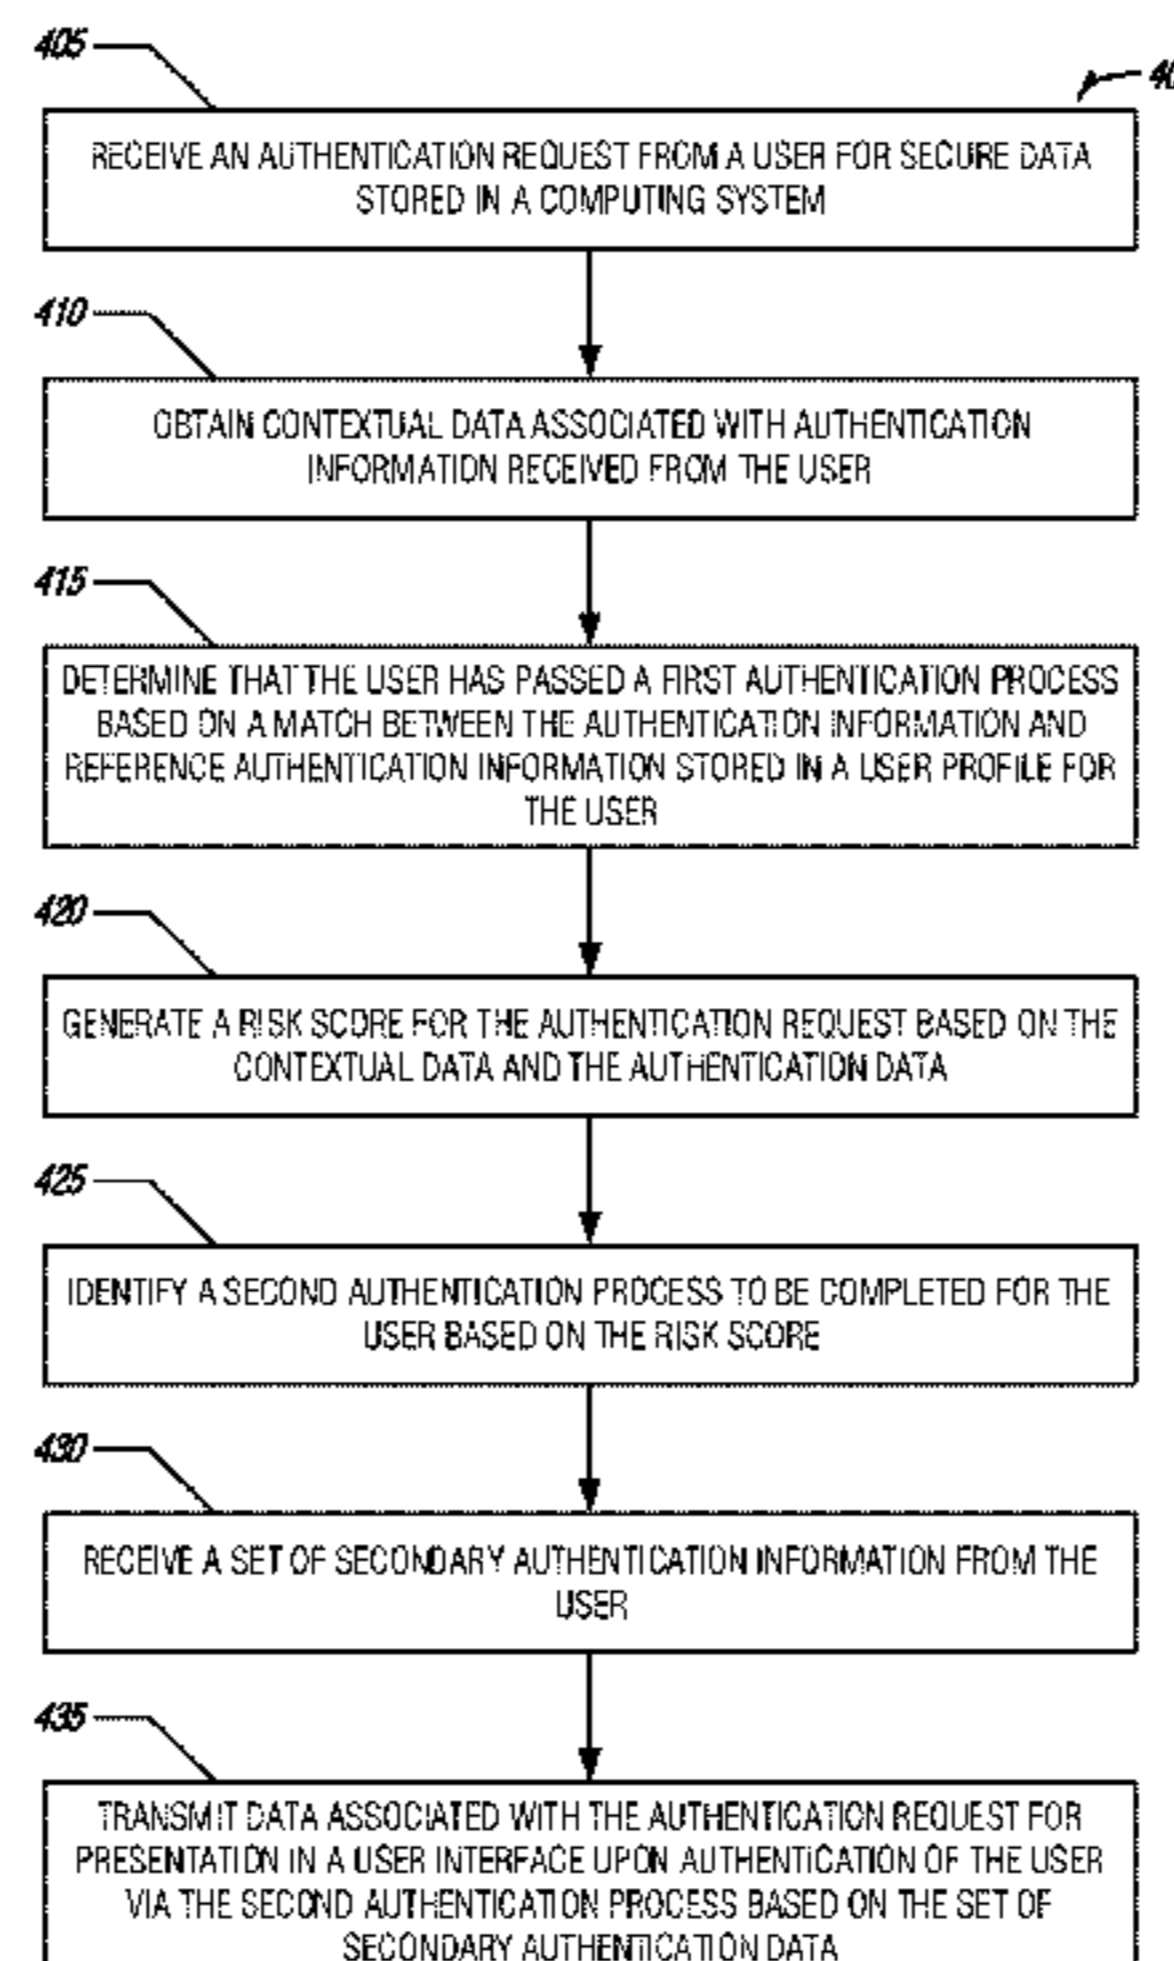 405
RECEIVE AN AUTHENTICATION REQUEST FROM A USER FOR SECURE DATA
STORED IN A COMPUTING SYSTEM
410
OBTAIN CONTEXTUAL DATA ASSOCIATED WITH AUTHENTICATION
INFORMATION RECEIVED FROM THE USER
415
DETERMINE THAT THE USER HAS PASSED A FIRST AUTHENTICATION PROCESS
BASED ON A MATCH BETWEEN THE AUTHENTICATION INFORMATION AND
REFERENCE AUTHENTICATION INFORMATION STORED IN A USER PROFILE FOR
THE USER
420
GENERATE A RISK SCORE FOR THE AUTHENTICATION REQUEST BASED ON THE
CONTEXTUAL DATA AND THE AUTHENTICATION DATA
425
IDENTIFY A SECOND AUTHENTICATION PROCESS TO BE COMPLETED FOR THE
USER BASED ON THE RISK SCORE
430
RECEIVE A SET OF SECONDARY AUTHENTICATION INFORMATION FROM THE
USER
435
TRANSMIT DATA ASSOCIATED WITH THE AUTHENTICATION REQUEST FOR
PRESENTATION IN A USER INTERFACE UPON AUTHENTICATION OF THE USER
VIA THE SECOND AUTHENTICATION PROCESS BASED ON THE SET OF
SECONDARY AUTHENTICATION DATA